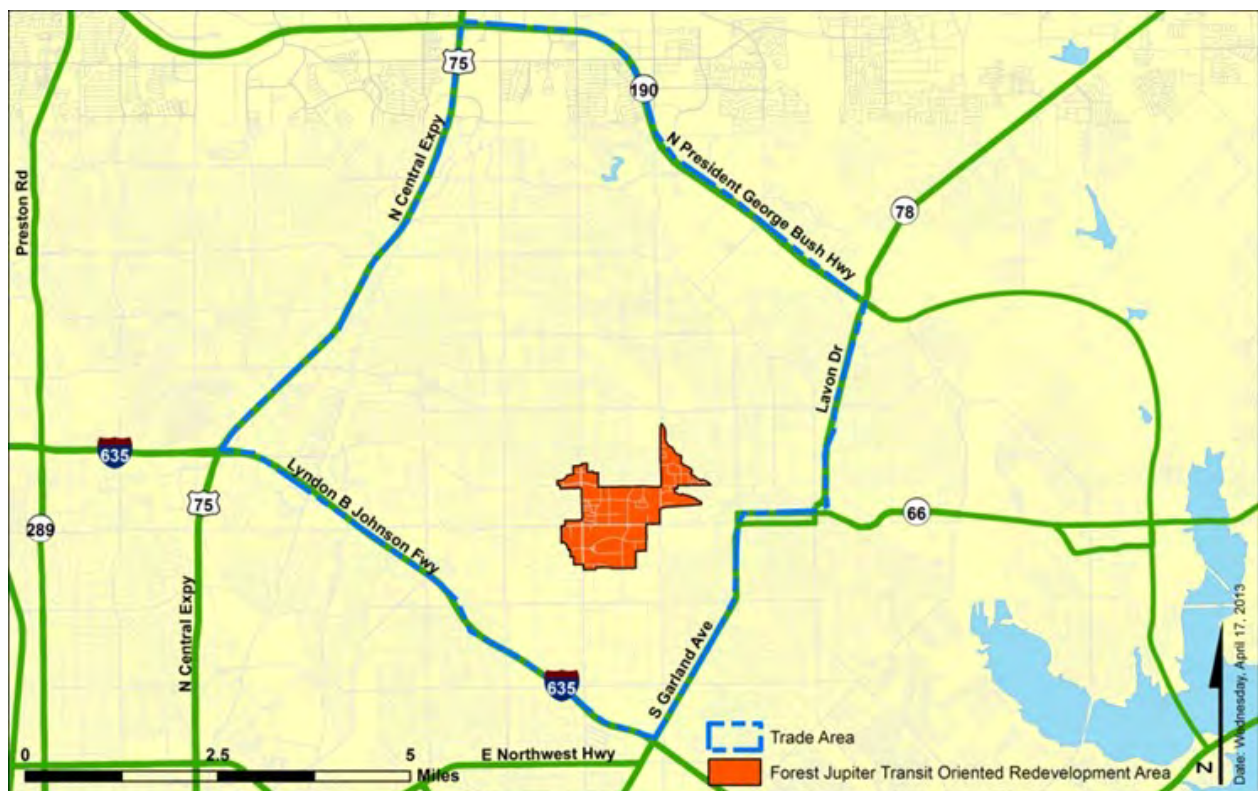 75
190
N Central Expy
N President George Bush Hwy
Preston Rd
78
Lavon Dr
635
Lyndon B Johnson Fwy
75
289
66
N Central Expy
S Garland Ave
635
E Northwest Hwy
0 2.5 5
Miles
Trade Area
Forest Jupiter Transit Oriented Redevelopment Area
N
Date: Wednesday, April 17, 2013